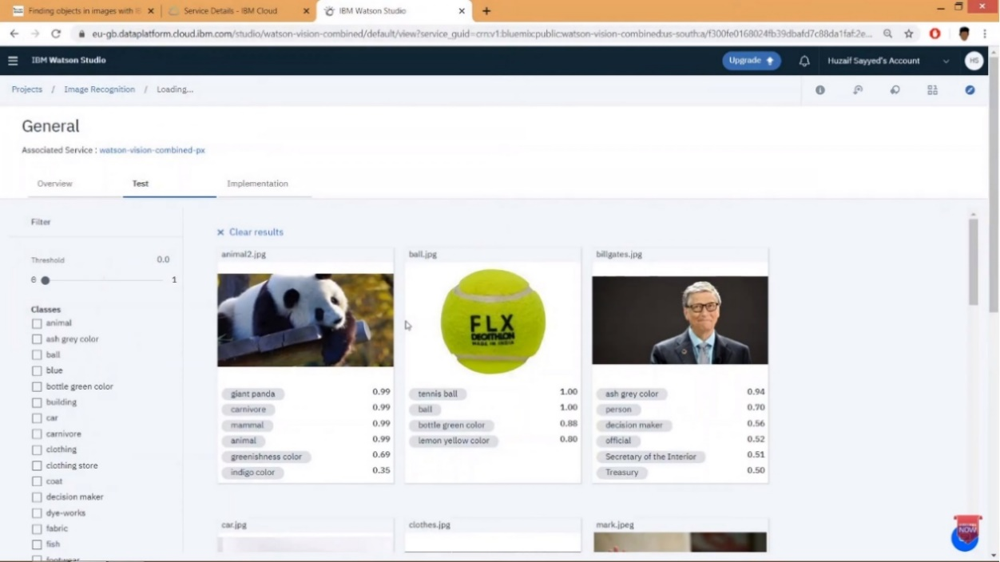 Finding objects in images with
Service Details - IBM Cloud
IBM Watson Studio
eu-gb.dataplatform.cloud.ibm.com/studio/watson-vision-combined/default/view?service_guid=crn:v1:bluemix:public:watson-vision-combined:us-south:a/f300fe0168024fb39dbafd7c88da1faf:2e...
IBM Watson Studio
Upgrade
Huzaif Sayyed's Account
HS
Projects / Image Recognition / Loading...
General
Associated Service : watson-vision-combined-px
Overview
Test
Implementation
Filter
Threshold 0.0
0 1
Classes
animal
ash grey color
ball
blue
bottle green color
building
car
carnivore
clothing
clothing store
coat
decision maker
dye-works
fabric
fish
footwear
× Clear results
animal2.jpg
giant panda 0.99
carnivore 0.99
mammal 0.99
animal 0.99
greenishness color 0.69
indigo color 0.35
ball.jpg
FLX
DECATHLON
MADE IN INDIA
tennis ball 1.00
ball 1.00
bottle green color 0.88
lemon yellow color 0.80
billgates.jpg
ash grey color 0.94
person 0.70
decision maker 0.56
official 0.52
Secretary of the Interior 0.51
Treasury 0.50
car.jpg
clothes.jpg
mark.jpeg
NOW